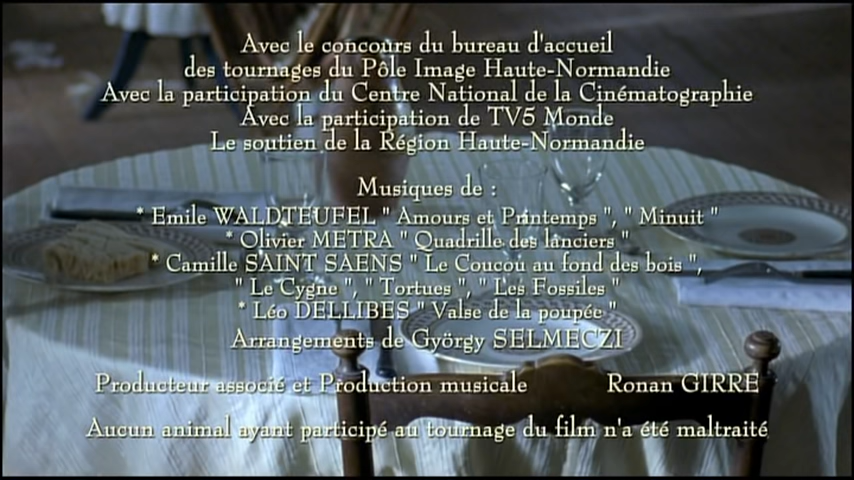 Avec le concours du bureau d'accueil
des tournages du Pôle Image Haute-Normandie
Avec la participation du Centre National de la Cinématographie
Avec la participation de TV5 Monde
Le soutien de la Région Haute-Normandie
Musiques de :
* Emile WALDTEUFEL " Amours et Printemps ", " Minuit "
* Olivier METRA " Quadrille des lanciers "
* Camille SAINT SAENS " Le Coucou au fond des bois ",
" Le Cygne ", " Tortues ", " Les Fossiles "
* Léo DELLIBES " Valse de la poupée "
Arrangements de György SELMECZI
Producteur associé et Production musicale Ronan GIRRE
Aucun animal ayant participé au tournage du film n'a été maltraité